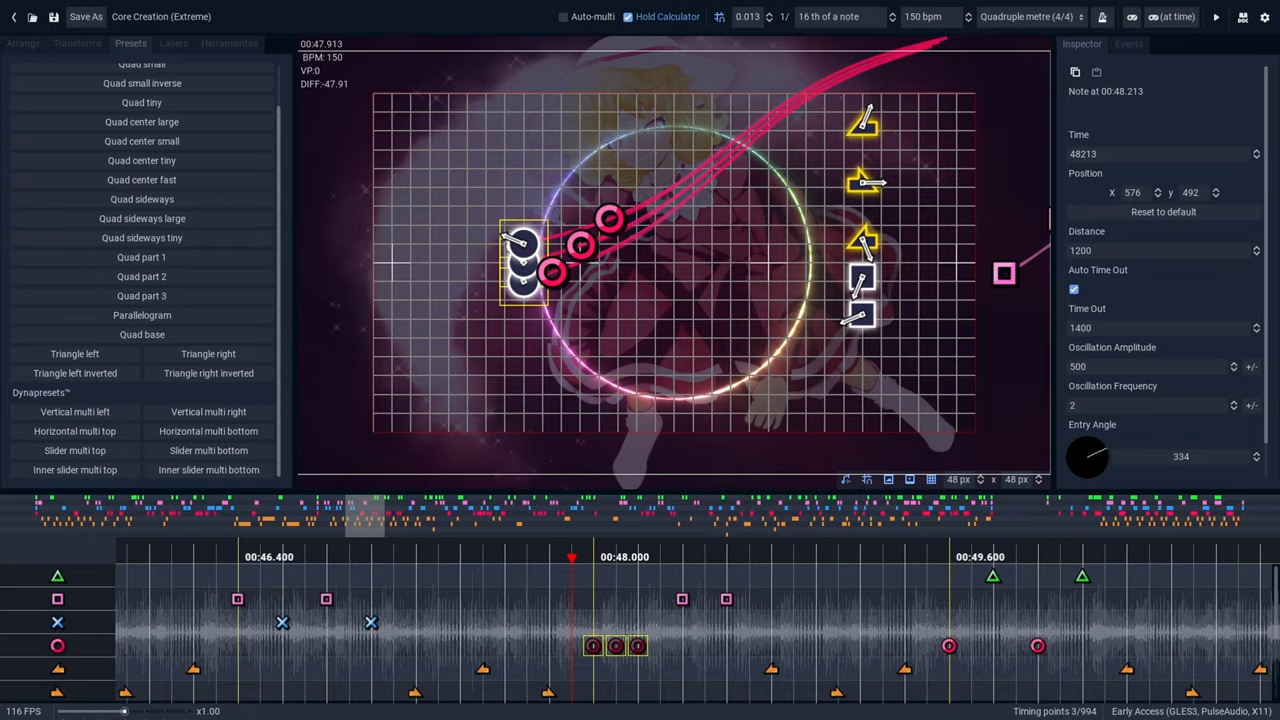 Save As Core Creation (Extreme) Auto-multi Hold Calculator 0.013 1/ 16 th of a note 150 bpm Quadruple metre (4/4) (at time)
Arrange Transforms Presets Layers Herramientas
Quad small
Quad small inverse
Quad tiny
Quad center large
Quad center small
Quad center tiny
Quad center fast
Quad sideways
Quad sideways large
Quad sideways tiny
Quad part 1
Quad part 2
Quad part 3
Parallelogram
Quad base
Triangle left Triangle right
Triangle left inverted Triangle right inverted
Dynapresets™
Vertical multi left Vertical multi right
Horizontal multi top Horizontal multi bottom
Slider multi top Slider multi bottom
Inner slider multi top Inner slider multi bottom
00:47.913
BPM: 150
VP:0
DIFF:-47.91
48 px x 48 px
Inspector Events
Note at 00:48.213
Time
48213
Position
X 576 y 492
Reset to default
Distance
1200
Auto Time Out
Time Out
1400
Oscillation Amplitude
500 +/-
Oscillation Frequency
2 +/-
Entry Angle
334
00:46.400 00:48.000 00:49.600
116 FPS x1.00 Timing points 3/994 Early Access (GLES3, PulseAudio, X11)